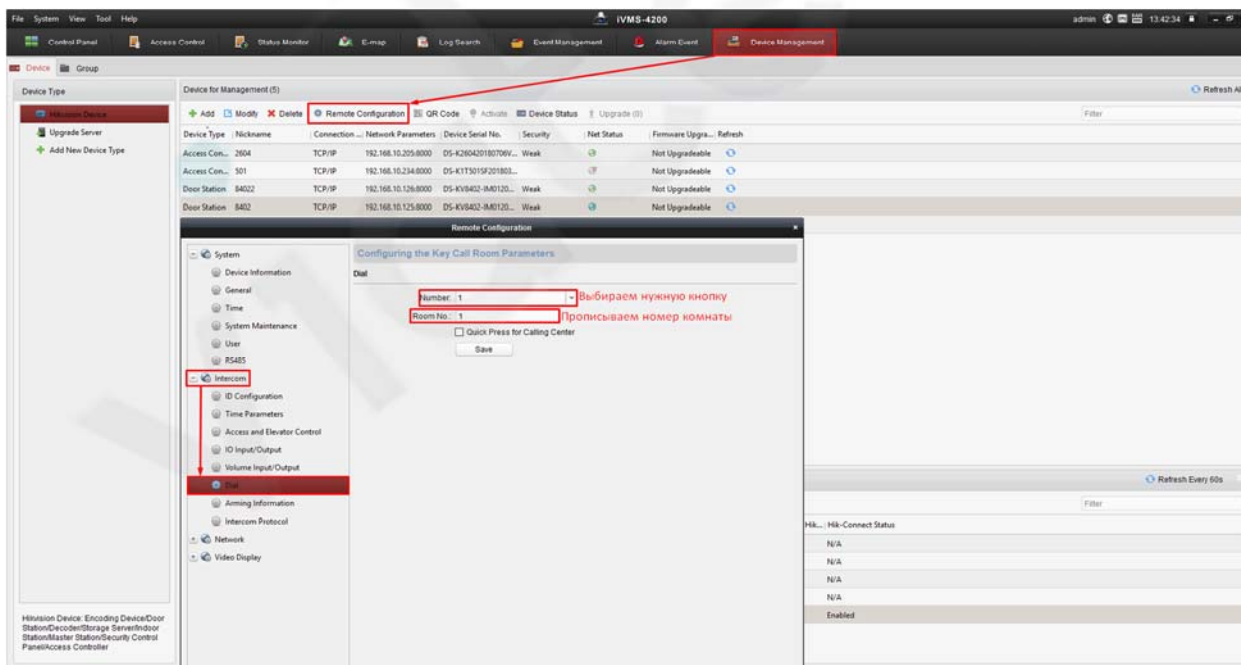 File System View Tool Help
iVMS-4200
admin 13:42:34
Control Panel Access Control Status Monitor E-map Log Search Event Management Alarm Event Device Management
Device Group
Device Type
Hikvision Device
Upgrade Server
Add New Device Type
Device for Management (5)
Refresh All
Add Modify Delete Remote Configuration QR Code Activate Device Status Upgrade (0)
Filter
Device Type Nickname Connection ... Network Parameters Device Serial No. Security Net Status Firmware Upgra... Refresh
Access Con... 2604 TCP/IP 192.168.10.205:8000 DS-K260420180706V... Weak Not Upgradeable
Access Con... 501 TCP/IP 192.168.10.234:8000 DS-K1T501SF201803... Not Upgradeable
Door Station 84022 TCP/IP 192.168.10.126:8000 DS-KV8402-IM0120... Weak Not Upgradeable
Door Station 8402 TCP/IP 192.168.10.125:8000 DS-KV8402-IM0120... Weak Not Upgradeable
Remote Configuration
System
Device Information
General
Time
System Maintenance
User
RS485
Intercom
ID Configuration
Time Parameters
Access and Elevator Control
IO Input/Output
Volume Input/Output
Dial
Arming Information
Intercom Protocol
Network
Video Display
Configuring the Key Call Room Parameters
Dial
Number: 1 Выбираем нужную кнопку
Room No.: 1 Прописываем номер комнаты
Quick Press for Calling Center
Save
Refresh Every 60s
Filter
Hik... Hik-Connect Status
N/A
N/A
N/A
N/A
Enabled
Hikvision Device: Encoding Device/Door
Station/Decoder/Storage Server/Indoor
Station/Master Station/Security Control
Panel/Access Controller